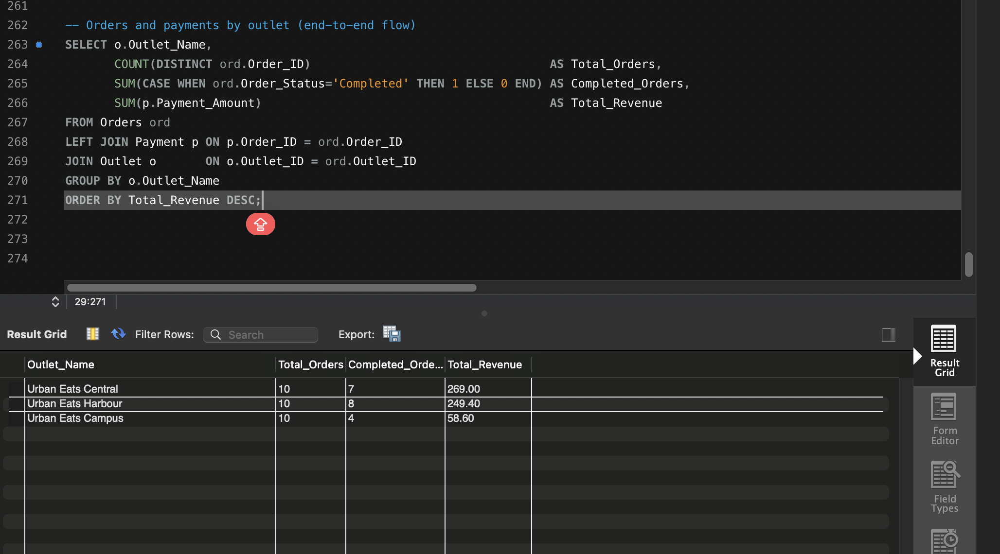 261
262 -- Orders and payments by outlet (end-to-end flow)
263 SELECT o.Outlet_Name,
264 COUNT(DISTINCT ord.Order_ID) AS Total_Orders,
265 SUM(CASE WHEN ord.Order_Status='Completed' THEN 1 ELSE 0 END) AS Completed_Orders,
266 SUM(p.Payment_Amount) AS Total_Revenue
267 FROM Orders ord
268 LEFT JOIN Payment p ON p.Order_ID = ord.Order_ID
269 JOIN Outlet o ON o.Outlet_ID = ord.Outlet_ID
270 GROUP BY o.Outlet_Name
271 ORDER BY Total_Revenue DESC;
272
273
274
29:271
Result Grid Filter Rows: Search Export:
Outlet_Name Total_Orders Completed_Orde... Total_Revenue
Urban Eats Central 10 7 269.00
Urban Eats Harbour 10 8 249.40
Urban Eats Campus 10 4 58.60
Result
Grid
Form
Editor
Field
Types